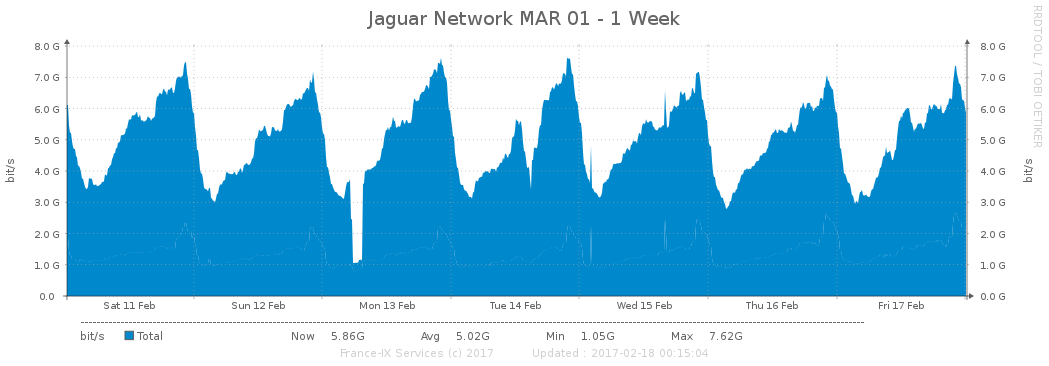 Jaguar Network MAR 01 - 1 Week
RRDTOOL / TOBI OETIKER
bit/s
8.0 G 8.0 G
7.0 G 7.0 G
6.0 G 6.0 G
5.0 G 5.0 G
4.0 G 4.0 G
3.0 G 3.0 G
2.0 G 2.0 G
1.0 G 1.0 G
0.0 0.0 G
bit/s
Sat 11 Feb Sun 12 Feb Mon 13 Feb Tue 14 Feb Wed 15 Feb Thu 16 Feb Fri 17 Feb
bit/s Total Now 5.86G Avg 5.02G Min 1.05G Max 7.62G
France-IX Services (c) 2017 Updated : 2017-02-18 00:15:04